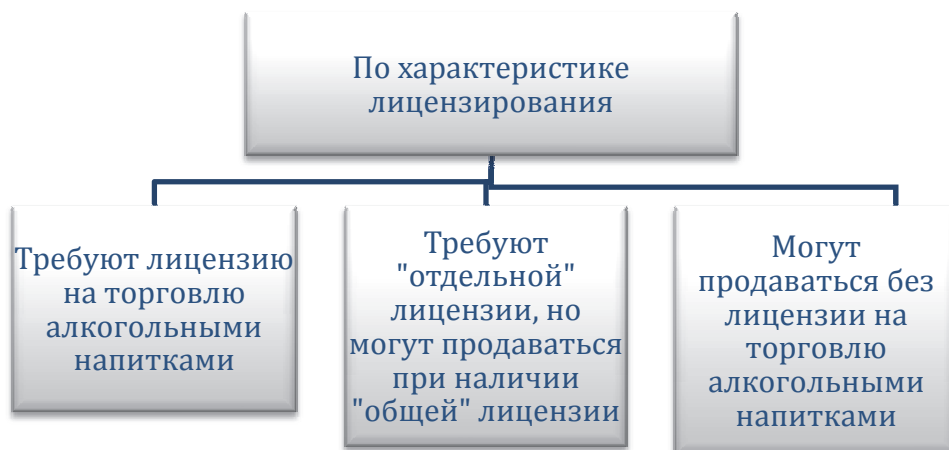 По характеристике
лицензирования
Требуют лицензию
на торговлю
алкогольными
напитками
Требуют
"отдельной"
лицензии, но
могут продаваться
при наличии
"общей" лицензии
Могут
продаваться без
лицензии на
торговлю
алкогольными
напитками